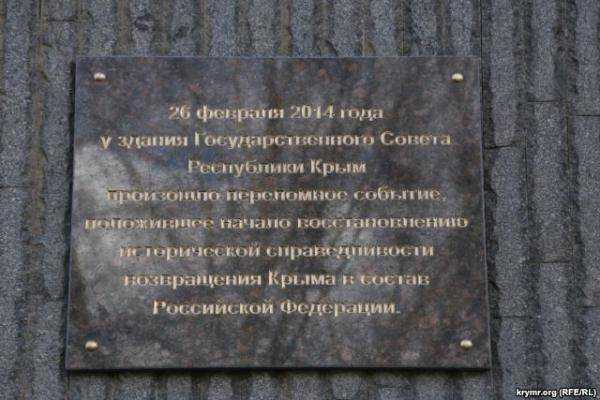 26 февраля 2014 года
у здания Государственного Совета
Республики Крым
произошло переломное событие,
положившее начало восстановлению
исторической справедливости
возвращения Крыма в состав
Российской Федерации.
krymr.org (RFE/RL)